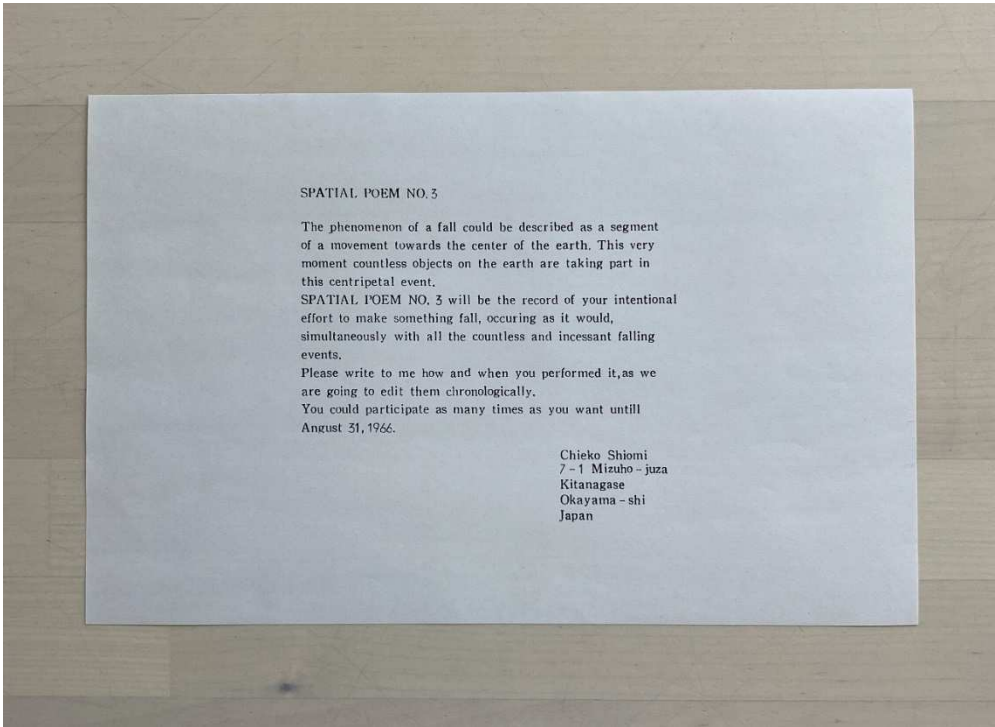 SPATIAL POEM NO. 3
The phenomenon of a fall could be described as a segment
of a movement towards the center of the earth. This very
moment countless objects on the earth are taking part in
this centripetal event.
SPATIAL POEM NO. 3 will be the record of your intentional
effort to make something fall, occuring as it would,
simultaneously with all the countless and incessant falling
events.
Please write to me how and when you performed it,as we
are going to edit them chronologically.
You could participate as many times as you want untill
Angust 31, 1966.
Chieko Shiomi
7-1 Mizuho-juza
Kitanagase
Okayama-shi
Japan